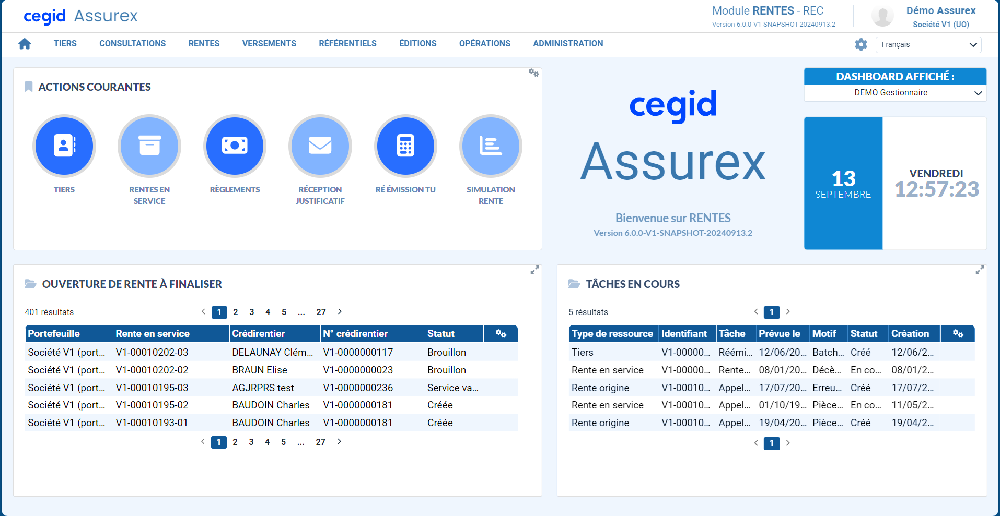 cegid Assurex
Module RENTES - REC
Version 6.0.0-V1-SNAPSHOT-20240913.2
Démo Assurex
Société V1 (UO)
TIERS CONSULTATIONS RENTES VERSEMENTS RÉFÉRENTIELS ÉDITIONS OPÉRATIONS ADMINISTRATION
Français
ACTIONS COURANTES
TIERS
RENTES EN
SERVICE
RÈGLEMENTS
RÉCEPTION
JUSTIFICATIF
RÉ ÉMISSION TU
SIMULATION
RENTE
cegid
Assurex
Bienvenue sur RENTES
Version 6.0.0-V1-SNAPSHOT-20240913.2
DASHBOARD AFFICHÉ :
DEMO Gestionnaire
13
SEPTEMBRE
VENDREDI
12:57:23
OUVERTURE DE RENTE À FINALISER
401 résultats
< 1 2 3 4 5 ... 27 >
Portefeuille Rente en service Crédirentier N° crédirentier Statut
Société V1 (port... V1-00010202-03 DELAUNAY Clém... V1-0000000117 Brouillon
Société V1 (port... V1-00010202-02 BRAUN Elise V1-0000000023 Brouillon
Société V1 (port... V1-00010195-03 AGJRPRS test V1-0000000236 Service va...
Société V1 (port... V1-00010195-02 BAUDOIN Charles V1-0000000181 Créée
Société V1 (port... V1-00010193-01 BAUDOIN Charles V1-0000000181 Créée
< 1 2 3 4 5 ... 27 >
TÂCHES EN COURS
5 résultats
< 1 >
Type de ressource Identifiant Tâche Prévue le Motif Statut Création
Tiers V1-00000... Réémi... 12/06/20... Batch... Créé 12/06/2...
Rente en service V1-00000... Rente... 08/01/20... Décè... En co... 08/01/2...
Rente origine V1-00010... Appel... 17/07/20... Erreu... Créé 17/07/2...
Rente en service V1-00010... Appel... 01/10/19... Pièce... En co... 11/05/2...
Rente origine V1-00010... Appel... 19/04/20... Pièce... Créé 19/04/2...
< 1 >